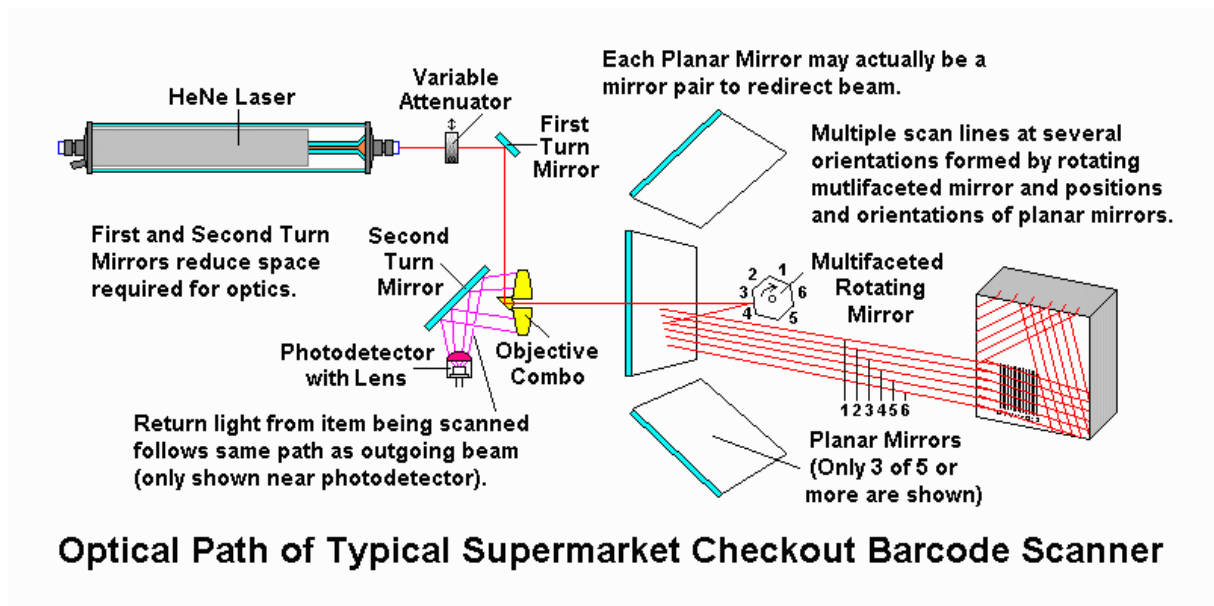 Each Planar Mirror may actually be a
mirror pair to redirect beam.
HeNe Laser
Variable
Attenuator
First
Turn
Mirror
Multiple scan lines at several
orientations formed by rotating
mutlifaceted mirror and positions
and orientations of planar mirrors.
First and Second Turn
Mirrors reduce space
required for optics.
Second
Turn
Mirror
2 1
3 6
4 5
Multifaceted
Rotating
Mirror
Photodetector
with Lens
Objective
Combo
1 2 3 4 5 6
Return light from item being scanned
follows same path as outgoing beam
(only shown near photodetector).
Planar Mirrors
(Only 3 of 5 or
more are shown)
Optical Path of Typical Supermarket Checkout Barcode Scanner